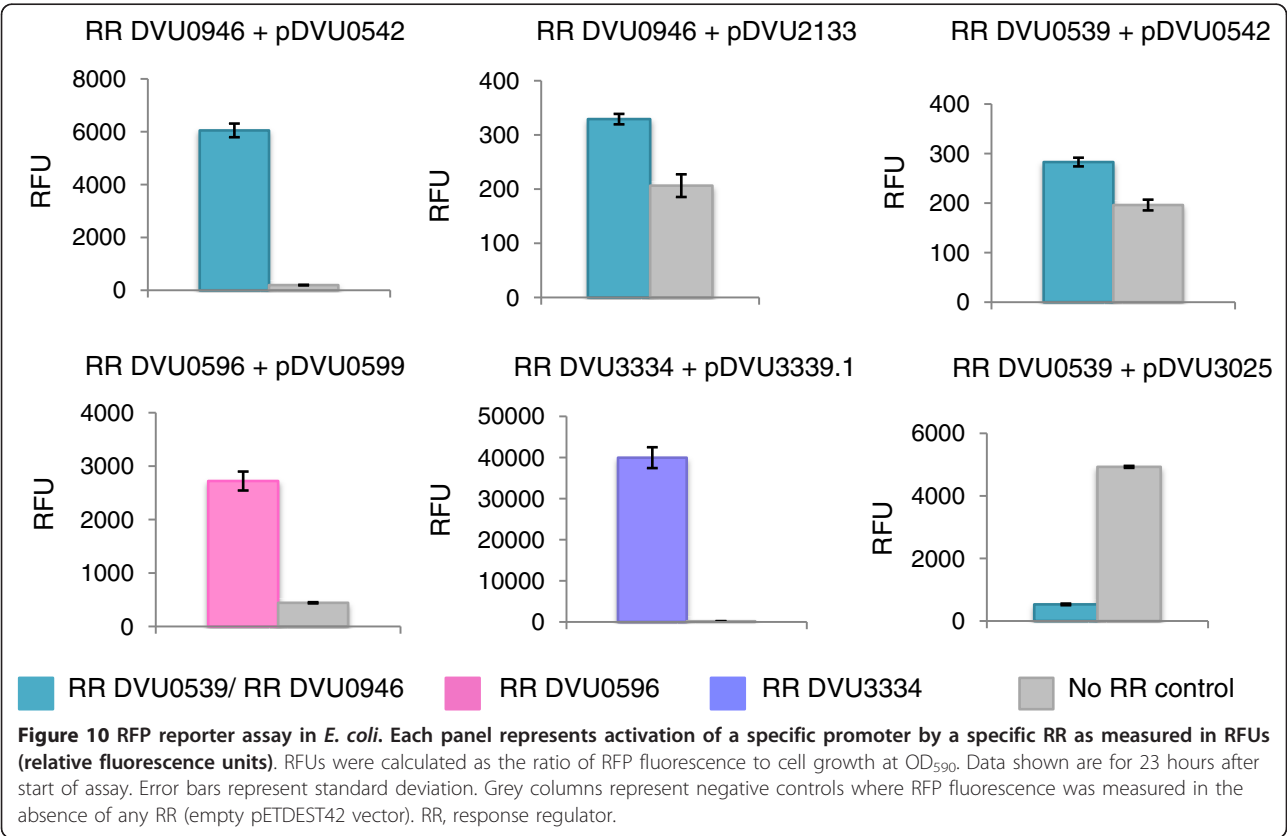 RR DVU0946 + pDVU0542
RR DVU0946 + pDVU2133
RR DVU0539 + pDVU0542
8000
6000
4000
2000
0
RFU
400
300
200
100
0
RFU
400
300
200
100
0
RFU
RR DVU0596 + pDVU0599
RR DVU3334 + pDVU3339.1
RR DVU0539 + pDVU3025
4000
3000
2000
1000
0
RFU
50000
40000
30000
20000
10000
0
RFU
6000
4000
2000
0
RFU
RR DVU0539/ RR DVU0946
RR DVU0596
RR DVU3334
No RR control
Figure 10 RFP reporter assay in E. coli. Each panel represents activation of a specific promoter by a specific RR as measured in RFUs
(relative fluorescence units). RFUs were calculated as the ratio of RFP fluorescence to cell growth at OD590. Data shown are for 23 hours after
start of assay. Error bars represent standard deviation. Grey columns represent negative controls where RFP fluorescence was measured in the
absence of any RR (empty pETDEST42 vector). RR, response regulator.